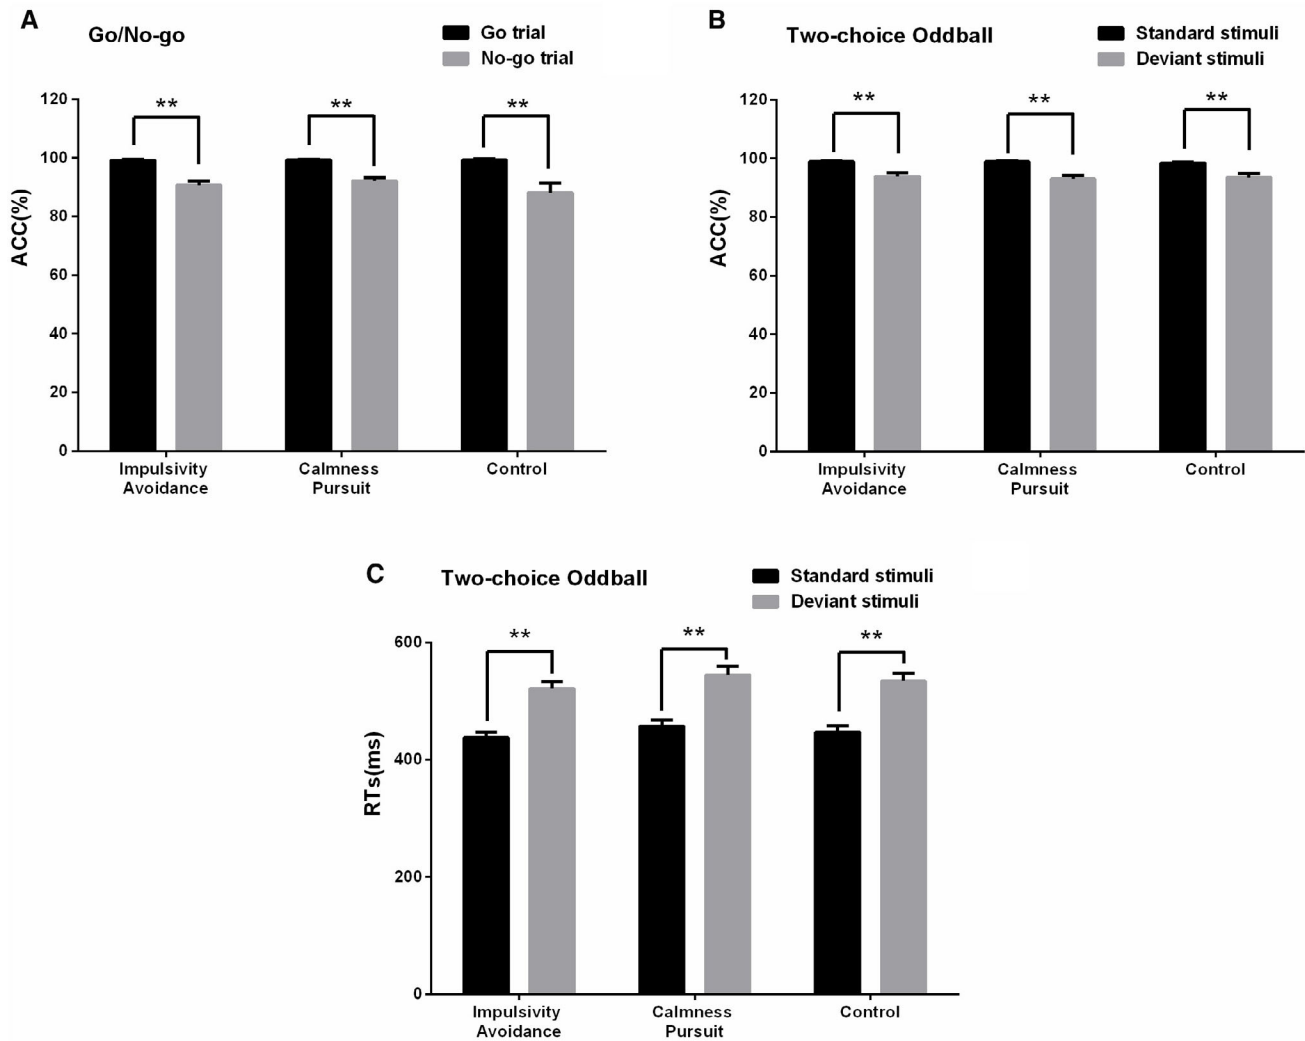 A
Go/No-go
Go trial
No-go trial
120
100
80
60
40
20
0
ACC(%)
**
**
**
Impulsivity
Avoidance
Calmness
Pursuit
Control
B
Two-choice Oddball
Standard stimuli
Deviant stimuli
120
100
80
60
40
20
0
ACC(%)
**
**
**
Impulsivity
Avoidance
Calmness
Pursuit
Control
C
Two-choice Oddball
Standard stimuli
Deviant stimuli
600
400
200
0
RTs(ms)
**
**
**
Impulsivity
Avoidance
Calmness
Pursuit
Control